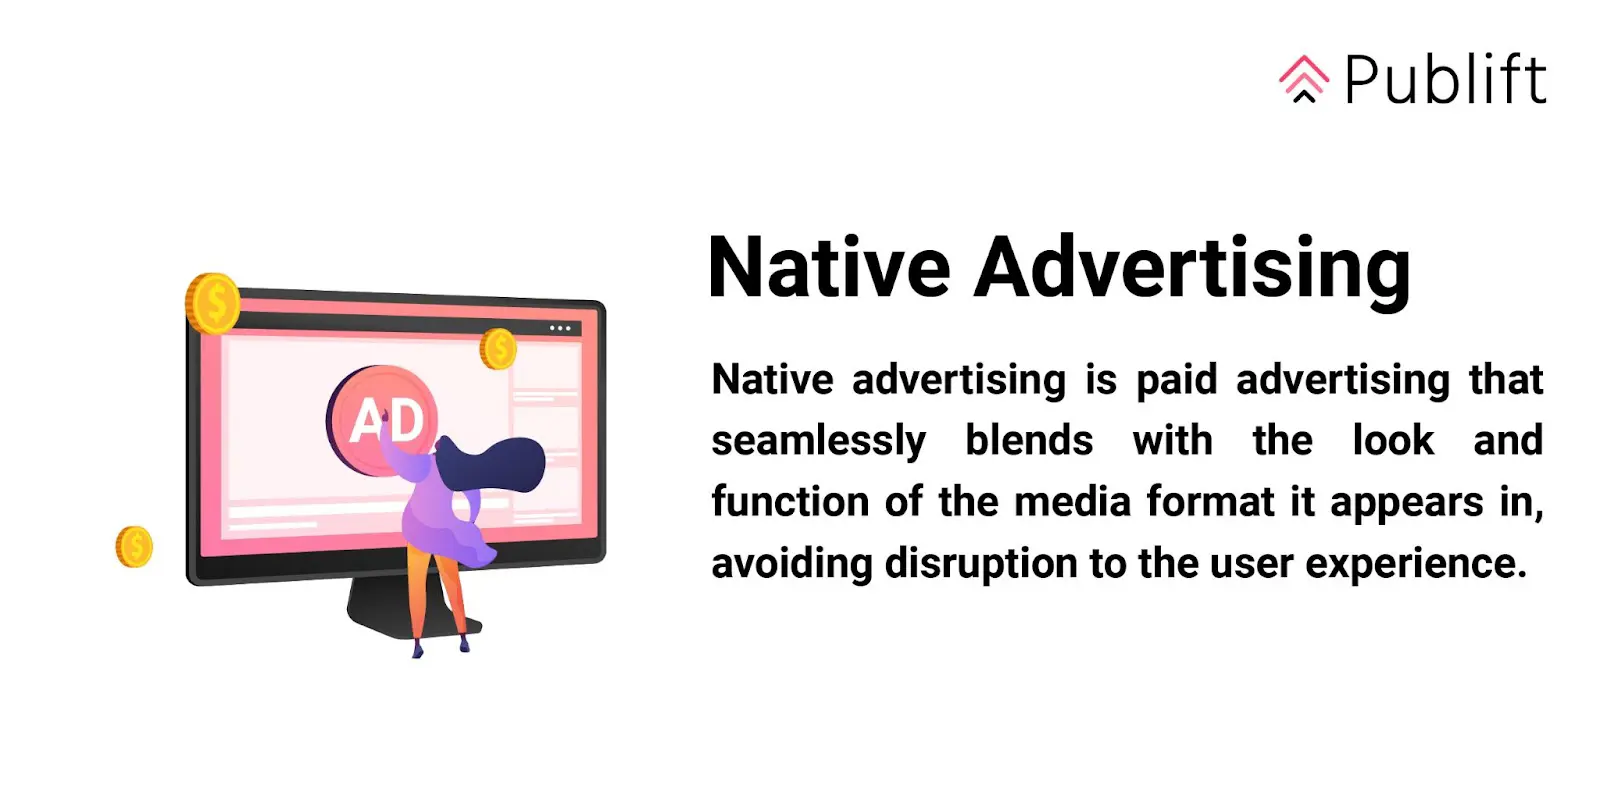 Publift
Native Advertising
Native advertising is paid advertising that
seamlessly blends with the look and
function of the media format it appears in,
avoiding disruption to the user experience.
$
$
AD
$